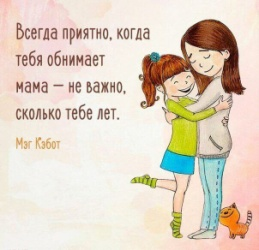 Всегда приятно, когда
тебя обнимает
мама — не важно,
сколько тебе лет.
Мэг Кэбот